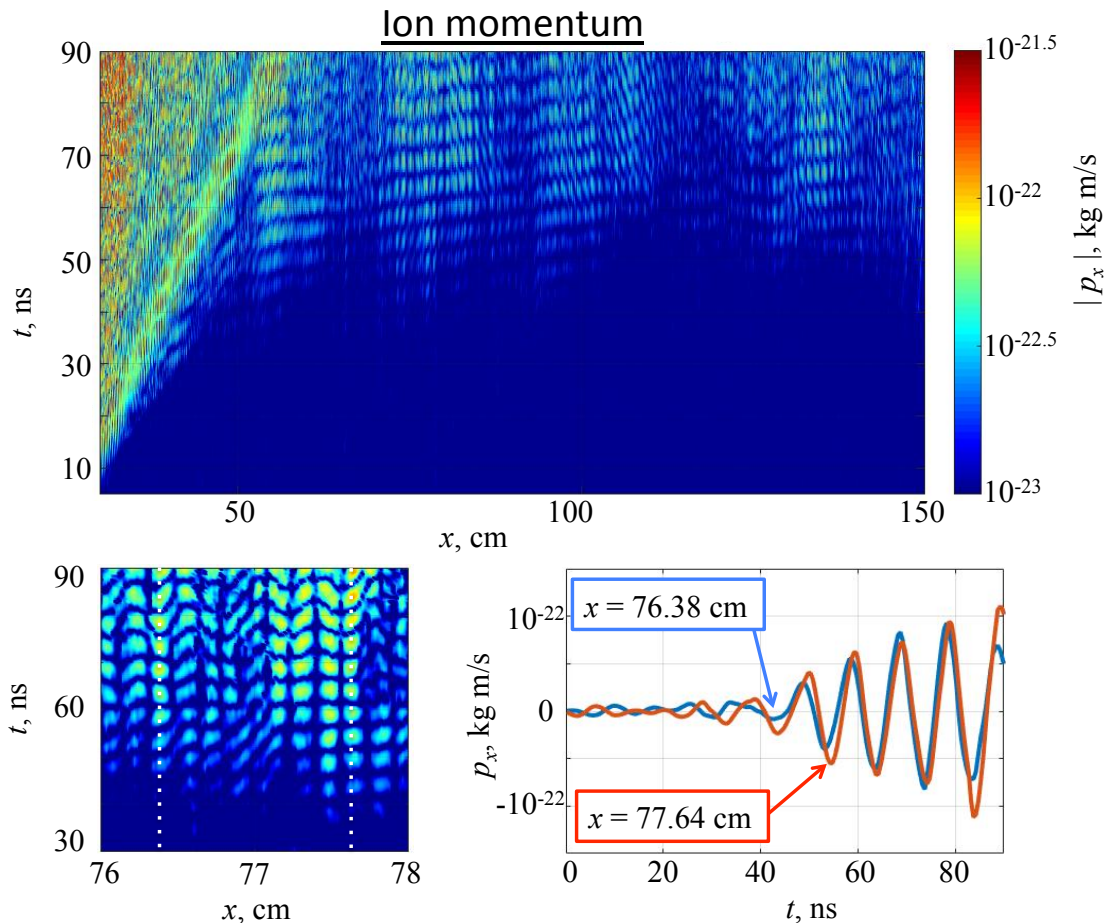 Ion momentum
90
70
50
30
10
t, ns
50
100
150
x, cm
10^-21.5
10^-22
10^-22.5
10^-23
| p_x |, kg m/s
90
60
30
t, ns
76
77
78
x, cm
10^-22
0
-10^-22
p_x, kg m/s
x = 76.38 cm
x = 77.64 cm
0
20
40
60
80
t, ns